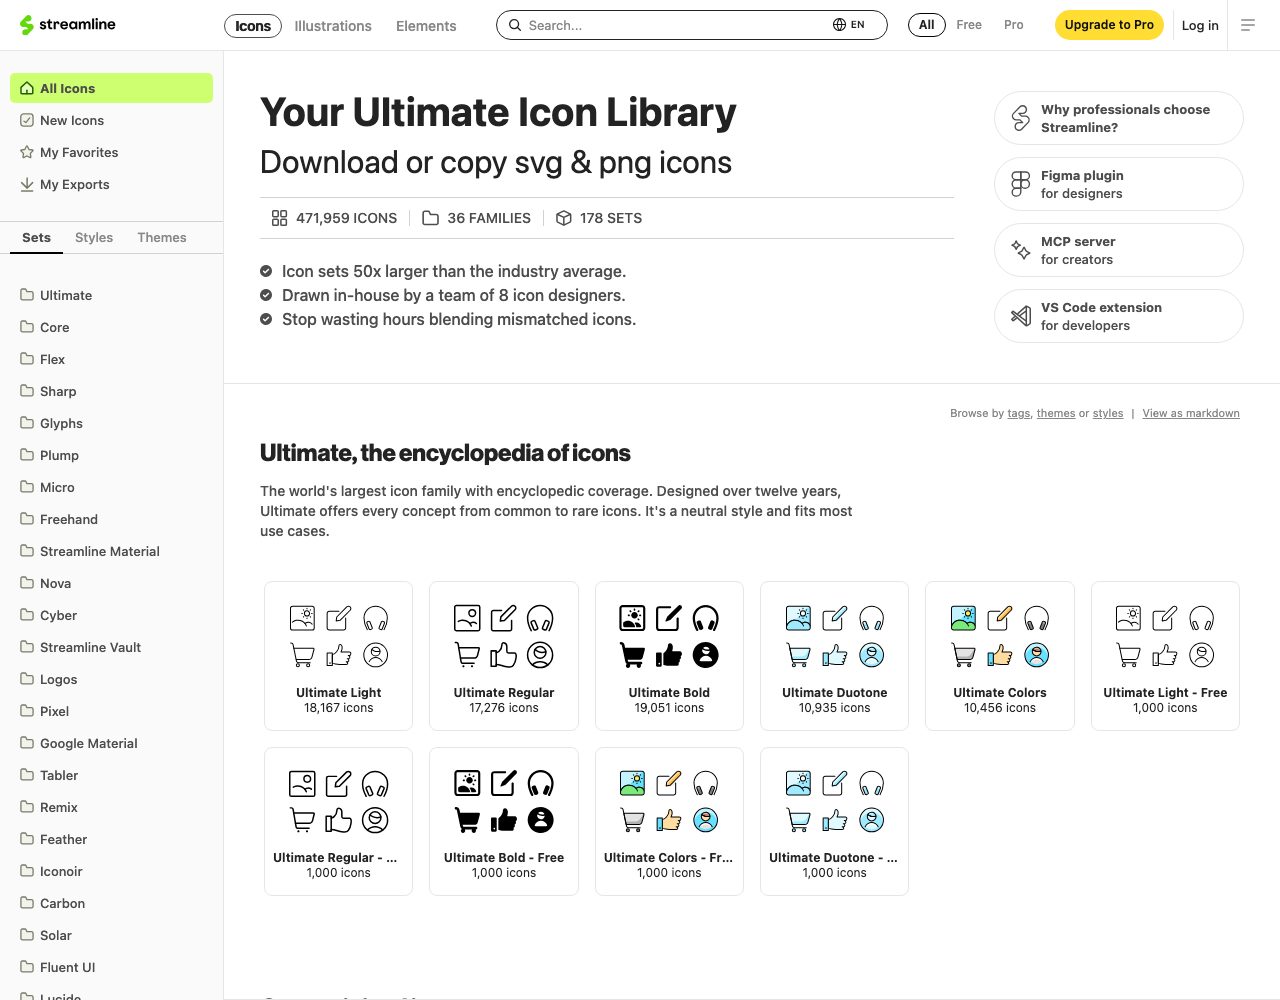 streamline
Icons
Illustrations
Elements
Search...
EN
All
Free
Pro
Upgrade to Pro
Log in
All Icons
New Icons
My Favorites
My Exports
Sets
Styles
Themes
Ultimate
Core
Flex
Sharp
Glyphs
Plump
Micro
Freehand
Streamline Material
Nova
Cyber
Streamline Vault
Logos
Pixel
Google Material
Tabler
Remix
Feather
Iconoir
Carbon
Solar
Fluent UI
Your Ultimate Icon Library
Download or copy svg & png icons
471,959 ICONS
36 FAMILIES
178 SETS
Icon sets 50x larger than the industry average.
Drawn in-house by a team of 8 icon designers.
Stop wasting hours blending mismatched icons.
Why professionals choose
Streamline?
Figma plugin
for designers
MCP server
for creators
VS Code extension
for developers
Browse by tags, themes or styles | View as markdown
Ultimate, the encyclopedia of icons
The world's largest icon family with encyclopedic coverage. Designed over twelve years,
Ultimate offers every concept from common to rare icons. It's a neutral style and fits most
use cases.
Ultimate Light
18,167 icons
Ultimate Regular
17,276 icons
Ultimate Bold
19,051 icons
Ultimate Duotone
10,935 icons
Ultimate Colors
10,456 icons
Ultimate Light - Free
1,000 icons
Ultimate Regular - ...
1,000 icons
Ultimate Bold - Free
1,000 icons
Ultimate Colors - Fr...
1,000 icons
Ultimate Duotone - ...
1,000 icons